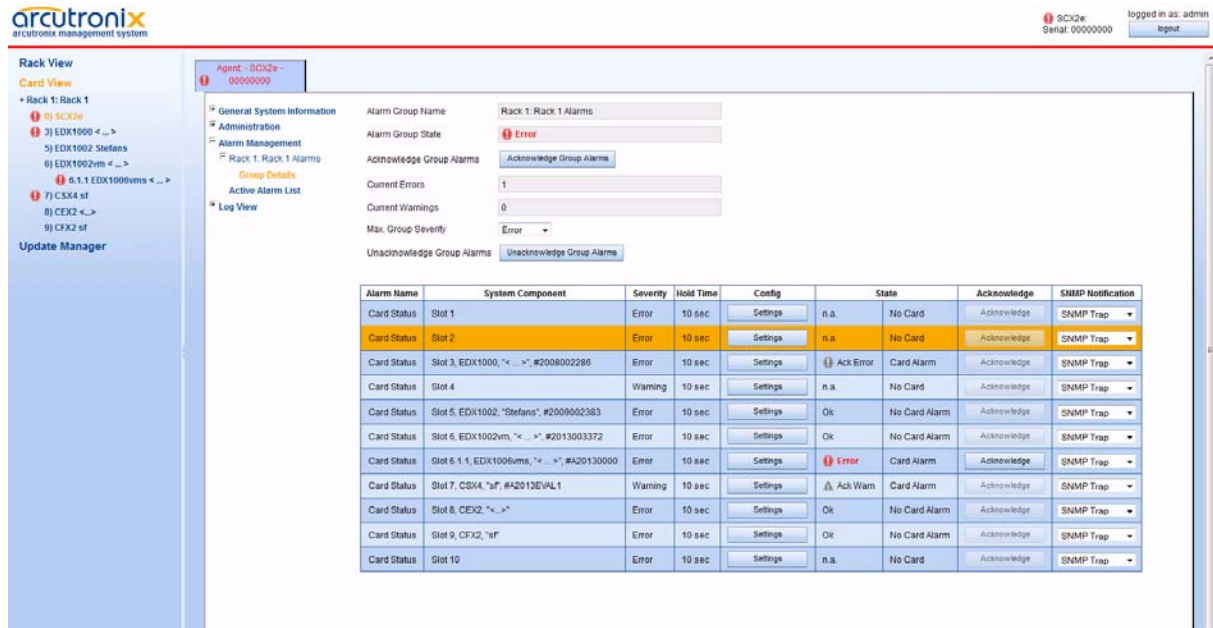 arcutronix
arcutronix management system
SCX2e:
Serial: 00000000
logged in as: admin
logout
Rack View
Card View
+ Rack 1: Rack 1
0) SCX2e
3) EDX1000 < ... >
5) EDX1002 Stefans
6) EDX1002vm < ... >
6.1.1 EDX1006vms < ... >
7) CSX4 sf
8) CEX2 <...>
9) CFX2 sf
Update Manager
Agent: - SCX2e -
00000000
General System Information
Administration
Alarm Management
Rack 1: Rack 1 Alarms
Group Details
Active Alarm List
Log View
Alarm Group Name Rack 1: Rack 1 Alarms
Alarm Group State Error
Acknowledge Group Alarms Acknowledge Group Alarms
Current Errors 1
Current Warnings 0
Max. Group Severity Error
Unacknowledge Group Alarms Unacknowledge Group Alarms
Alarm Name System Component Severity Hold Time Config State Acknowledge SNMP Notification
Card Status Slot 1 Error 10 sec Settings n.a. No Card Acknowledge SNMP Trap
Card Status Slot 2 Error 10 sec Settings n.a. No Card Acknowledge SNMP Trap
Card Status Slot 3, EDX1000, "< ... >", #2008002286 Error 10 sec Settings Ack Error Card Alarm Acknowledge SNMP Trap
Card Status Slot 4 Warning 10 sec Settings n.a. No Card Acknowledge SNMP Trap
Card Status Slot 5, EDX1002, "Stefans", #2009002383 Error 10 sec Settings Ok No Card Alarm Acknowledge SNMP Trap
Card Status Slot 6, EDX1002vm, "< ... >", #2013003372 Error 10 sec Settings Ok No Card Alarm Acknowledge SNMP Trap
Card Status Slot 6.1.1, EDX1006vms, "< ... >", #A20130000 Error 10 sec Settings Error Card Alarm Acknowledge SNMP Trap
Card Status Slot 7, CSX4, "sf", #A2013EVAL1 Warning 10 sec Settings Ack Warn Card Alarm Acknowledge SNMP Trap
Card Status Slot 8, CEX2, "<...>" Error 10 sec Settings Ok No Card Alarm Acknowledge SNMP Trap
Card Status Slot 9, CFX2, "sf" Error 10 sec Settings Ok No Card Alarm Acknowledge SNMP Trap
Card Status Slot 10 Error 10 sec Settings n.a. No Card Acknowledge SNMP Trap